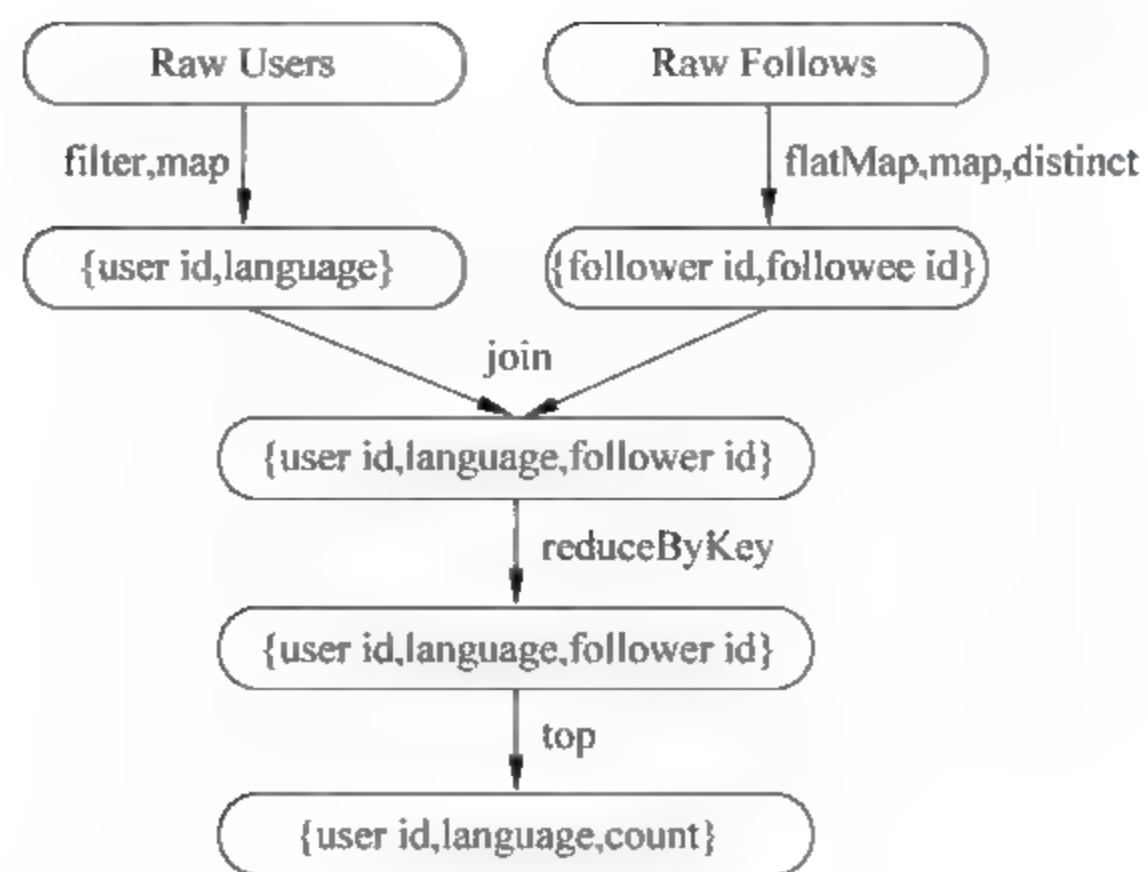 Raw Users
Raw Follows
filter,map
flatMap,map,distinct
{user id,language}
{follower id,followee id}
join
{user id,language,follower id}
reduceByKey
{user id,language,follower id}
top
{user id,language,count}